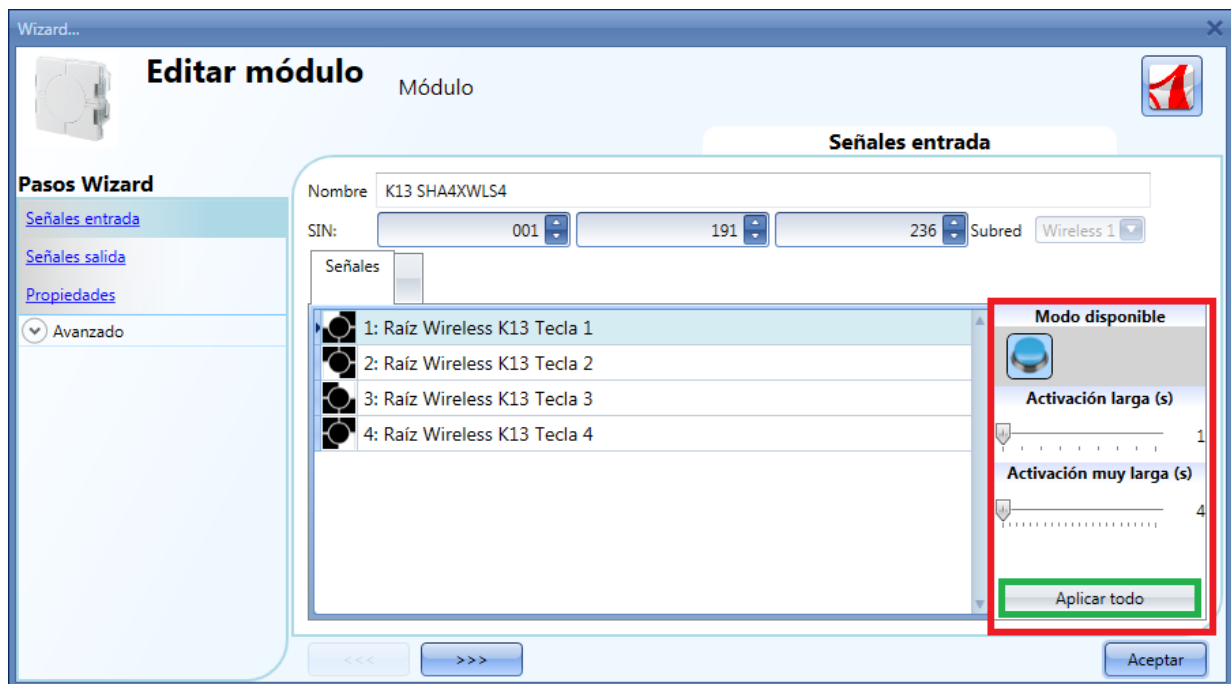 Wizard...
Editar módulo
Módulo
Señales entrada
Pasos Wizard
Señales entrada
Señales salida
Propiedades
Avanzado
Nombre K13 SHA4XWLS4
SIN: 001 191 236 Subred Wireless 1
Señales
1: Raíz Wireless K13 Tecla 1
2: Raíz Wireless K13 Tecla 2
3: Raíz Wireless K13 Tecla 3
4: Raíz Wireless K13 Tecla 4
Modo disponible
Activación larga (s)
1
Activación muy larga (s)
4
Aplicar todo
<<< >>> Aceptar